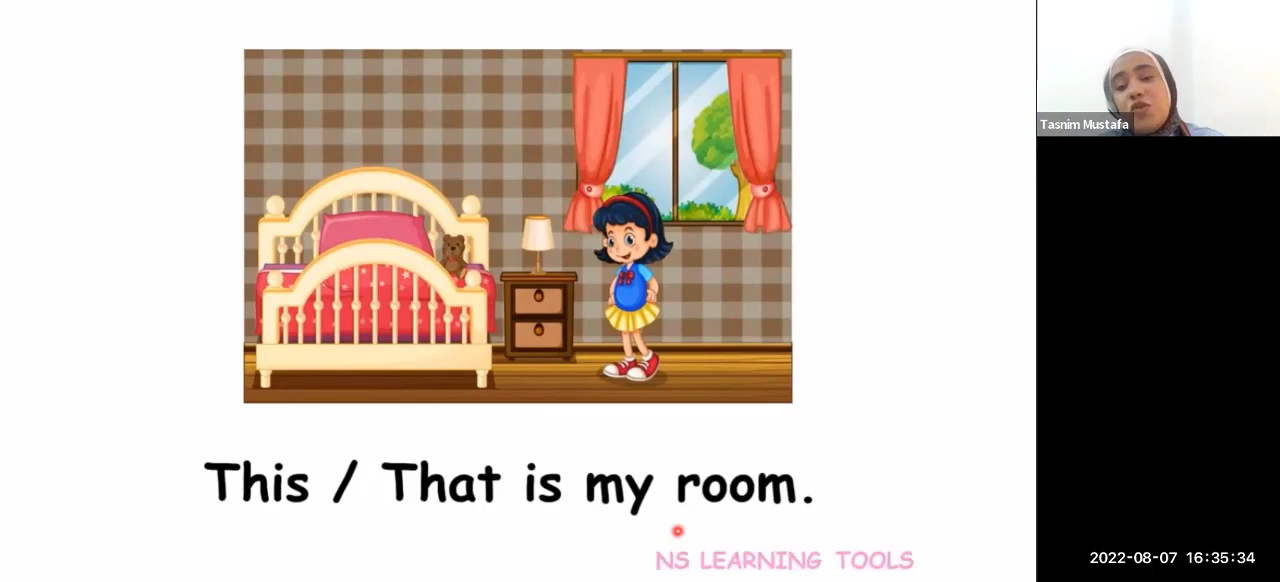 Tasnim Mustafa
This / That is my room.
NS LEARNING TOOLS
2022-08-07 16:35:34